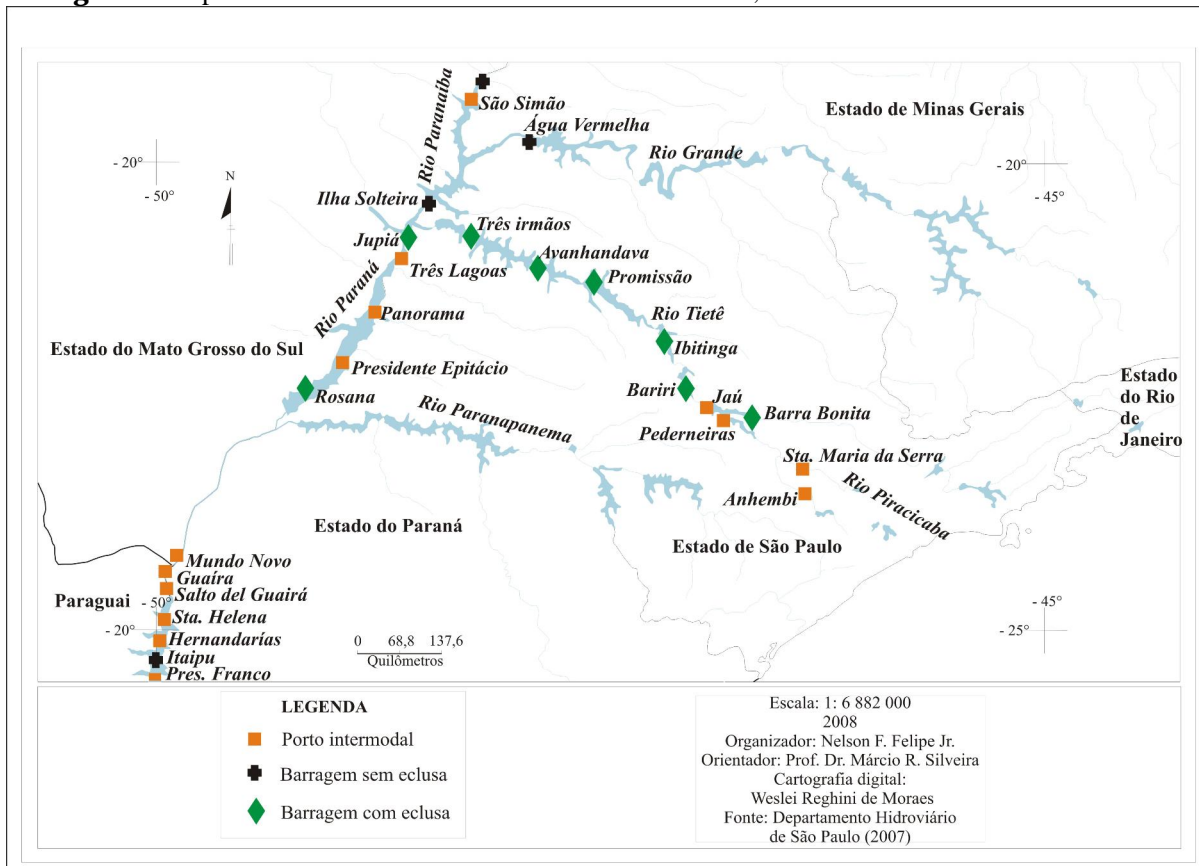 São Simão
Estado de Minas Gerais
Água Vermelha
Rio Paranaíba
Rio Grande
- 20°
- 50°
- 20°
- 45°
N
Ilha Solteira
Três irmãos
Jupiá
Avanhandava
Três Lagoas
Promissão
Rio Paraná
Panorama
Rio Tietê
Ibitinga
Estado do Mato Grosso do Sul
Presidente Epitácio
Rosana
Bariri
Jaú
Barra Bonita
Estado
do Rio
de
Janeiro
Rio Paranapanema
Pederneiras
Sta. Maria da Serra
Anhembi
Rio Piracicaba
Estado do Paraná
Estado de São Paulo
Mundo Novo
Guaíra
Salto del Guairá
Paraguai
- 50°
- 20°
Sta. Helena
Hernandarías
Itaipu
Pres. Franco
0 68,8 137,6
Quilômetros
- 45
- 25°
LEGENDA
Porto intermodal
Barragem sem eclusa
Barragem com eclusa
Escala: 1: 6 882 000
2008
Organizador: Nelson F. Felipe Jr.
Orientador: Prof. Dr. Márcio R. Silveira
Cartografia digital:
Weslei Reghini de Moraes
Fonte: Departamento Hidroviário
de São Paulo (2007)